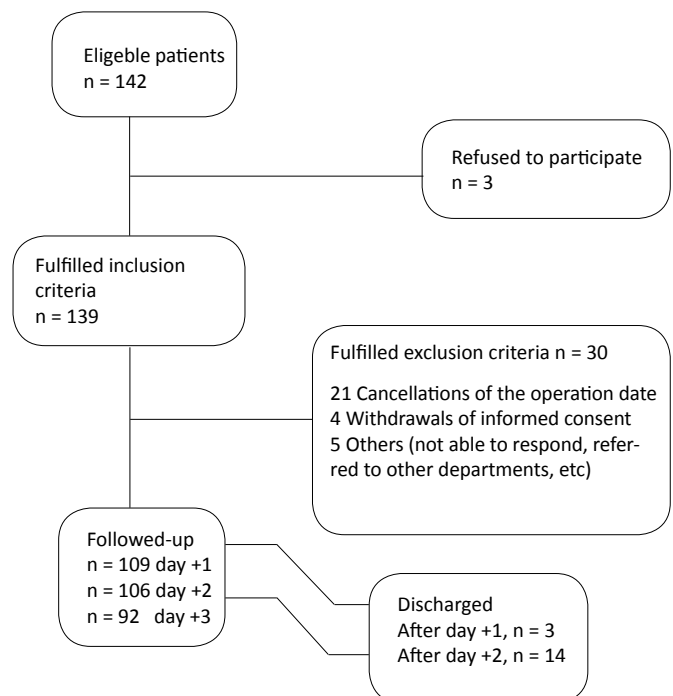 Eligeble patients
n = 142
Refused to participate
n = 3
Fulfilled inclusion
criteria
n = 139
Fulfilled exclusion criteria n = 30
21 Cancellations of the operation date
4 Withdrawals of informed consent
5 Others (not able to respond, refer-
red to other departments, etc)
Followed-up
n = 109 day +1
n = 106 day +2
n = 92 day +3
Discharged
After day +1, n = 3
After day +2, n = 14